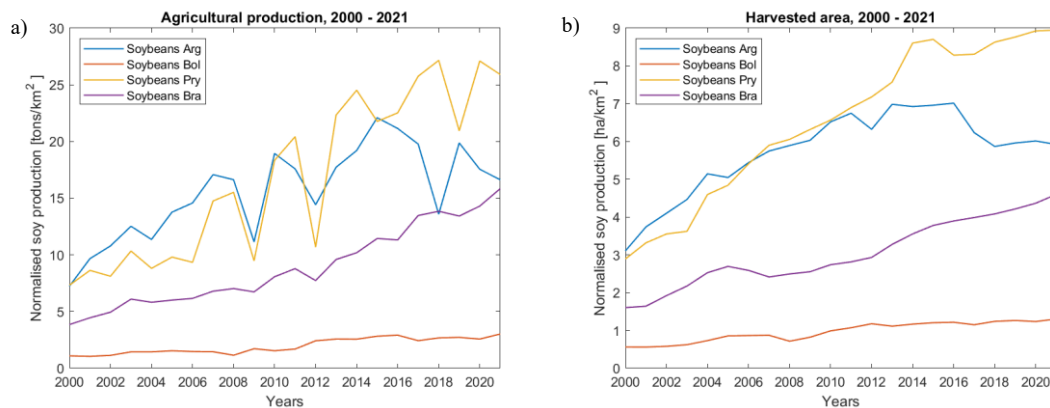 a)
Agricultural production, 2000 - 2021
30
25
20
15
10
5
0
Normalised soy production [tons/km²]
Soybeans Arg
Soybeans Bol
Soybeans Pry
Soybeans Bra
2000 2002 2004 2006 2008 2010 2012 2014 2016 2018 2020
Years
b)
Harvested area, 2000 - 2021
9
8
7
6
5
4
3
2
1
0
Normalised soy production [ha/km²]
Soybeans Arg
Soybeans Bol
Soybeans Pry
Soybeans Bra
2000 2002 2004 2006 2008 2010 2012 2014 2016 2018 2020
Years